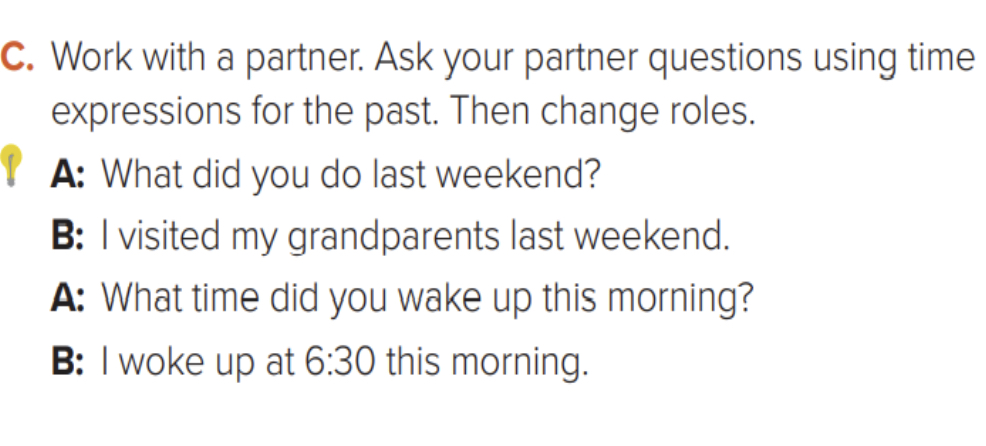 C. Work with a partner. Ask your partner questions using time
expressions for the past. Then change roles.
A: What did you do last weekend?
B: I visited my grandparents last weekend.
A: What time did you wake up this morning?
B: I woke up at 6:30 this morning.